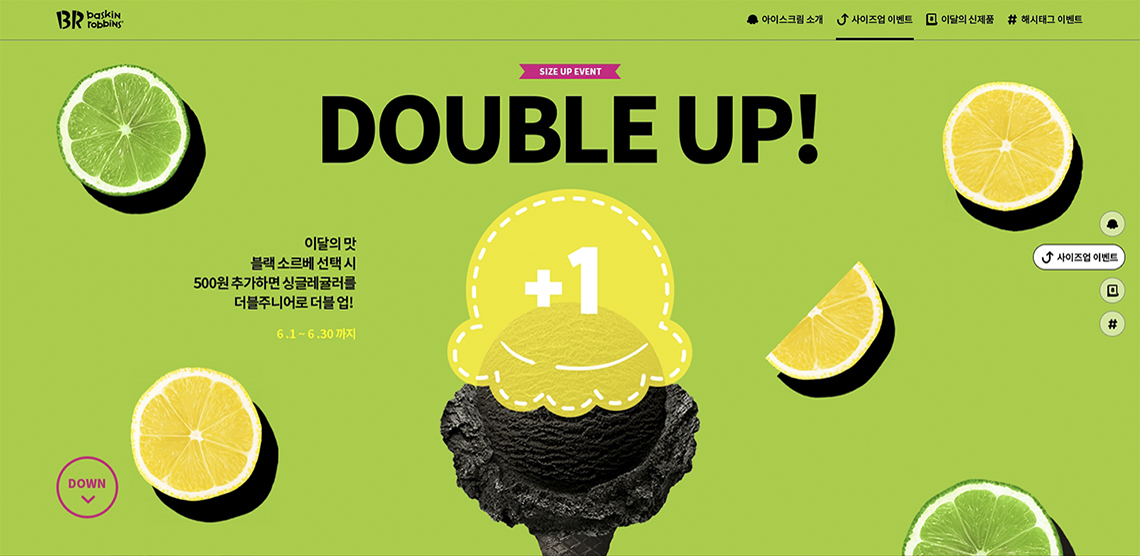 BR baskin robbins
아이스크림 소개
사이즈업 이벤트
이달의 신제품
# 해시태그 이벤트
SIZE UP EVENT
DOUBLE UP!
+1
이달의 맛
블랙 소르베 선택 시
500원 추가하면 싱글레귤러를
더블주니어로 더블 업!
6 .1 ~ 6 .30 까지
사이즈업 이벤트
#
DOWN